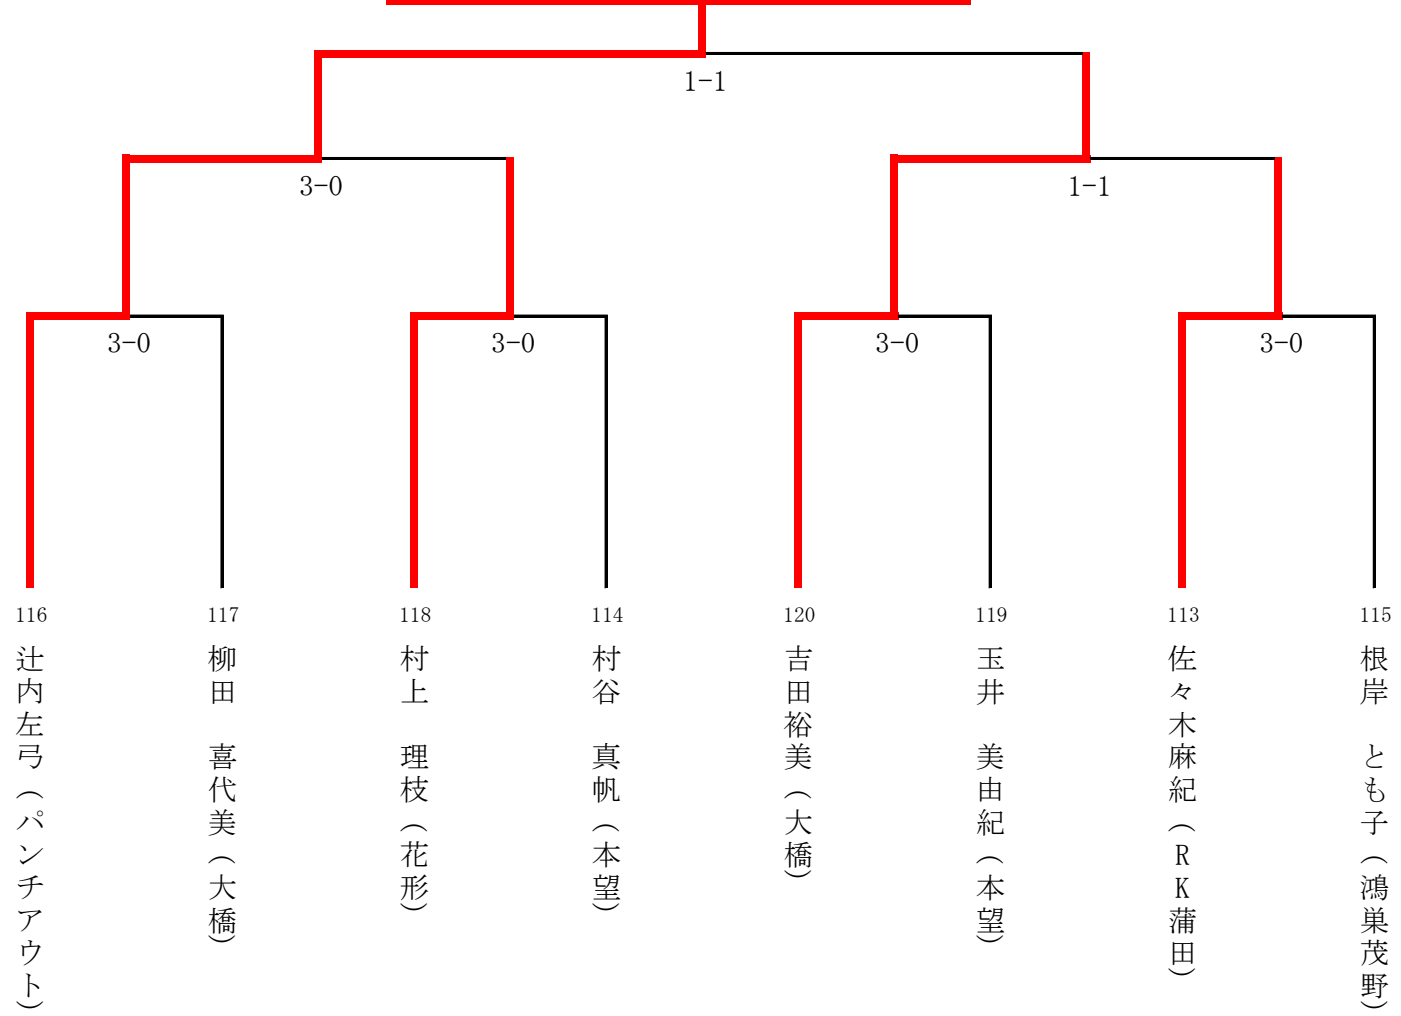 1-1
3-0
1-1
3-0
3-0
3-0
3-0
116
117
118
114
120
119
113
115
辻内左弓(パンチアウト)
柳田　喜代美(大橋)
村上　理枝(花形)
村谷　真帆(本望)
吉田裕美(大橋)
玉井　美由紀(本望)
佐々木麻紀(RK蒲田)
根岸　とも子(鴻巣茂野)